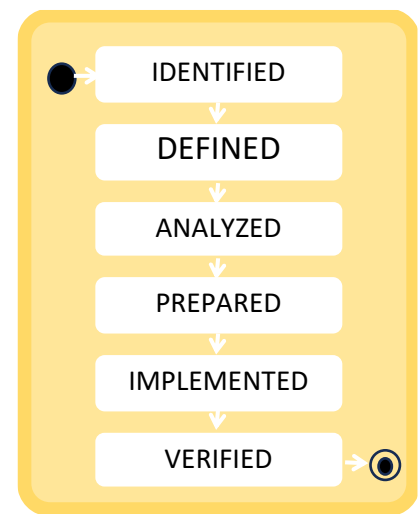 IDENTIFIED
DEFINED
ANALYZED
PREPARED
IMPLEMENTED
VERIFIED